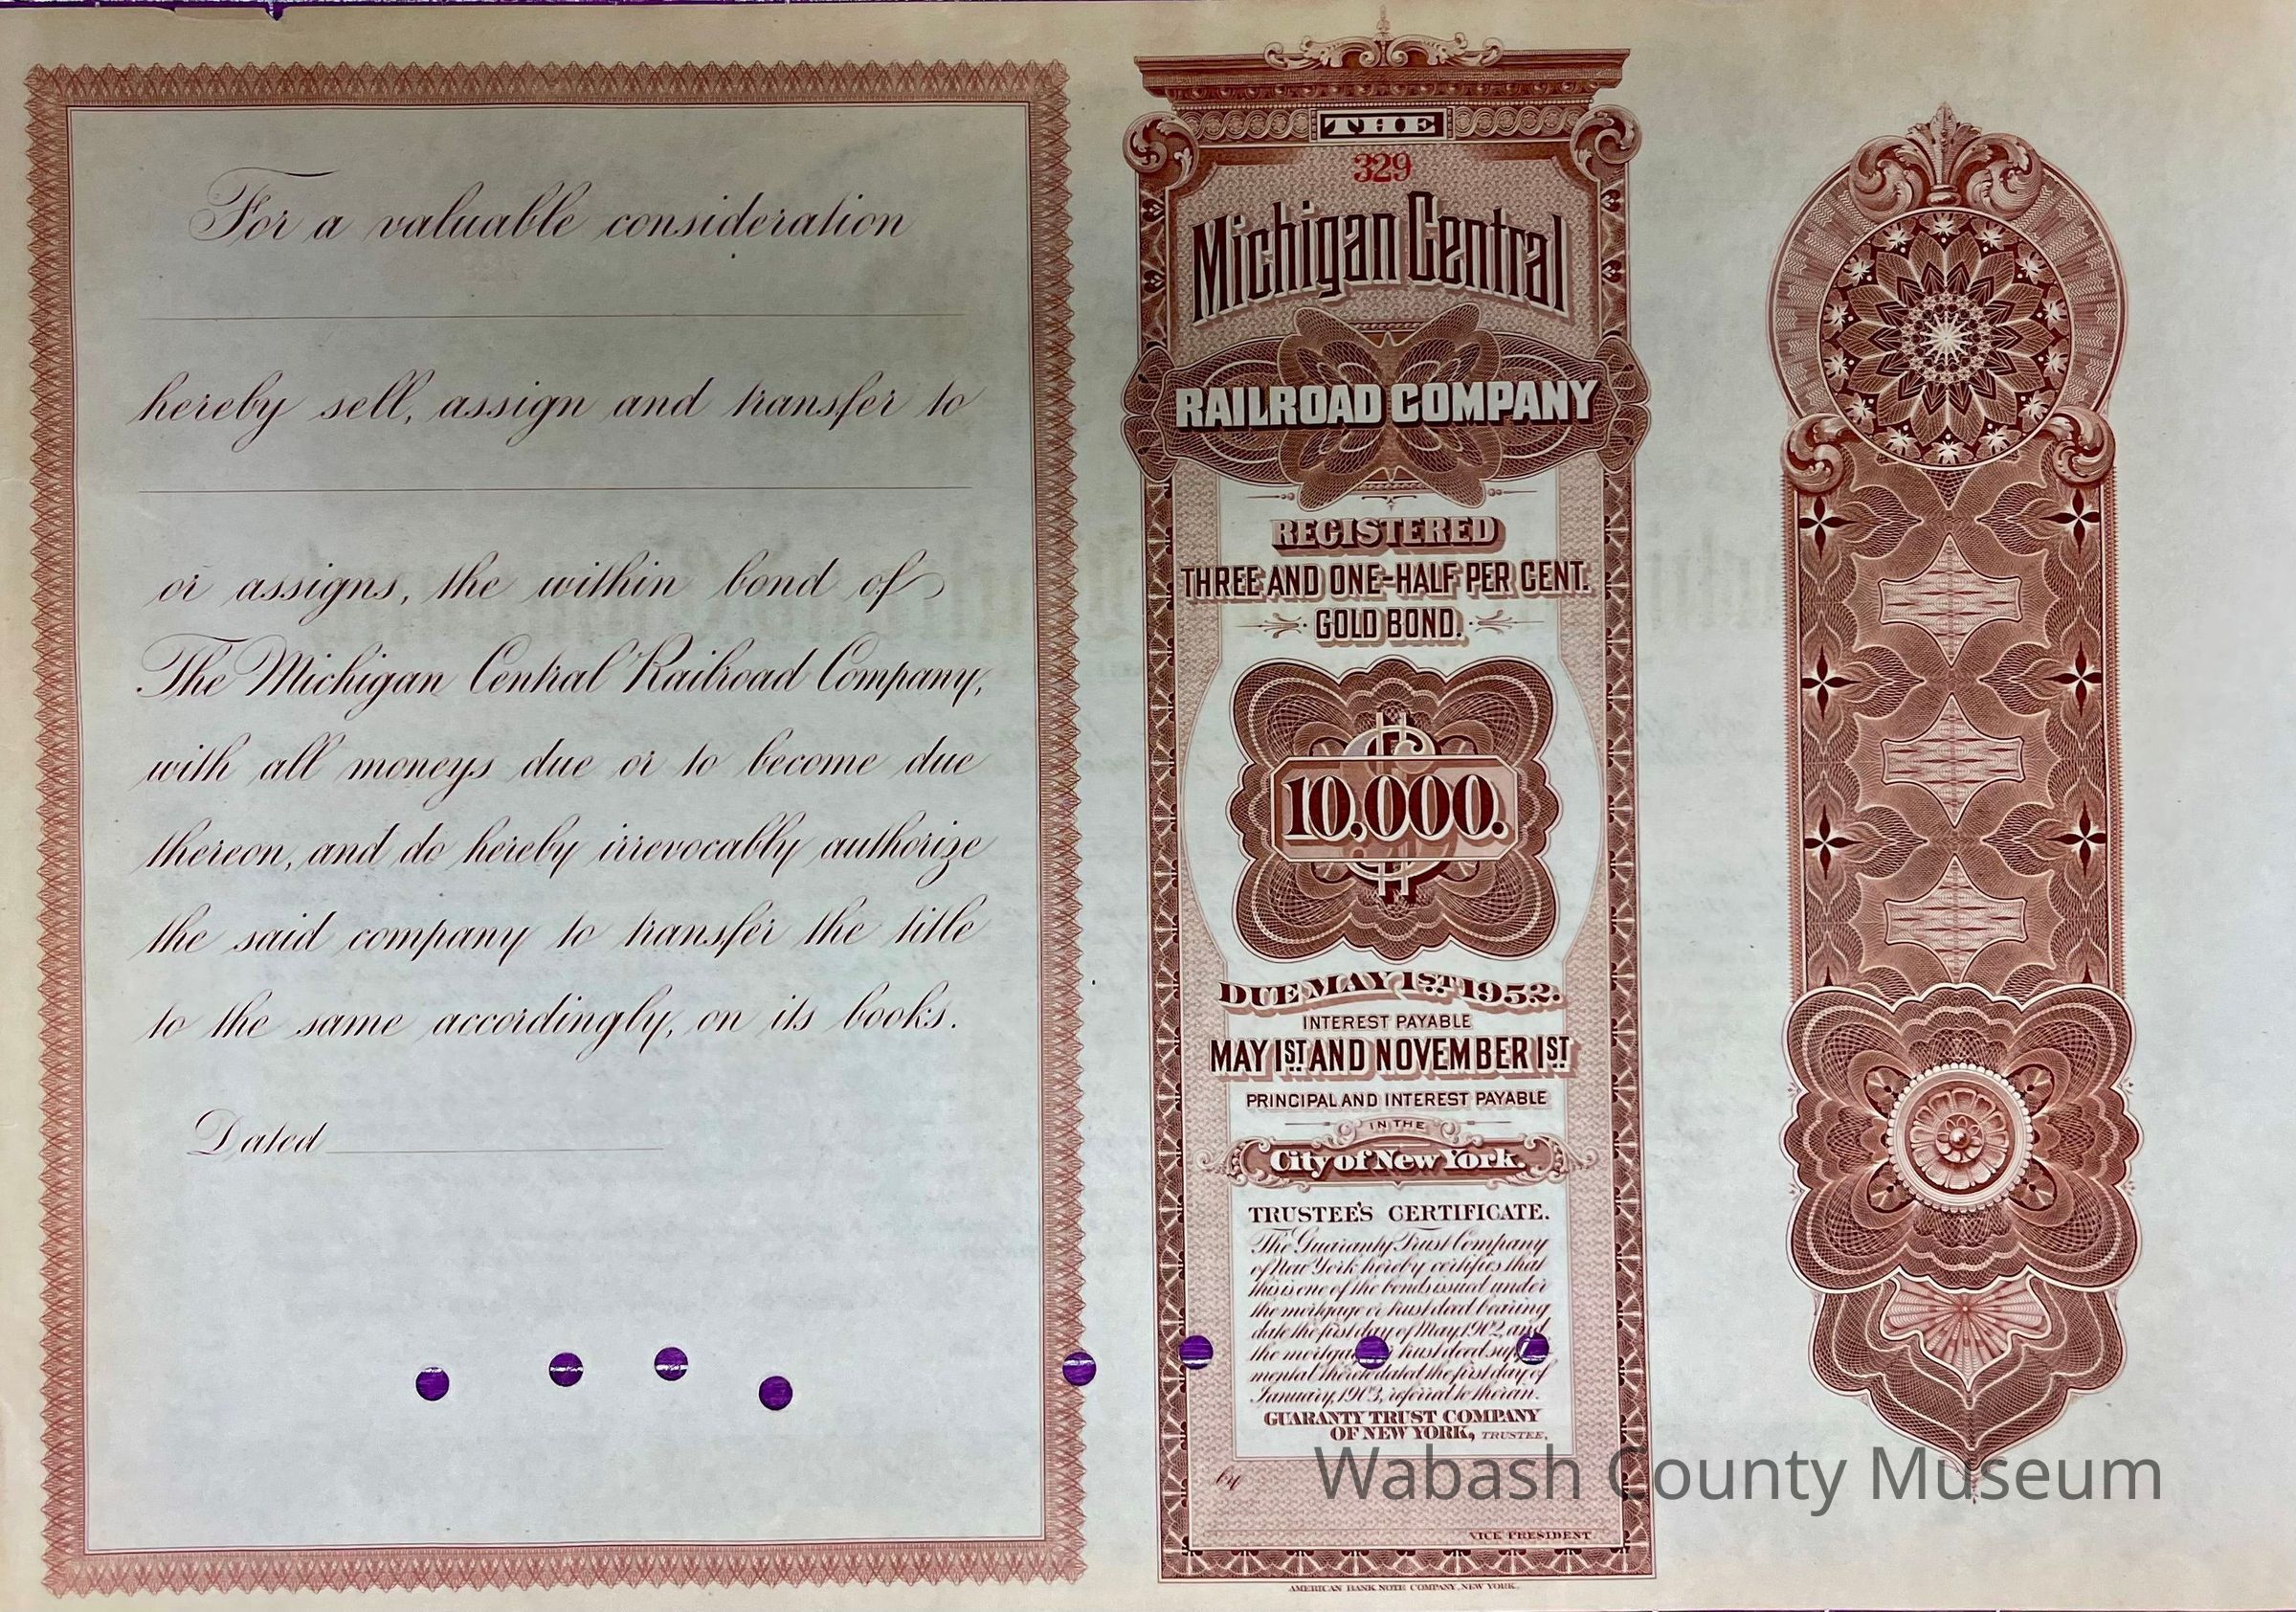 For a valuable consideration
hereby sell, assign and transfer to
or assigns, the within bond of
The Michigan Central Railroad Company,
with all moneys due or to become due
thereon, and do hereby irrevocably authorize
the said company to transfer the title
to the same accordingly, on its books.
Dated
THE
329
Michigan Central
RAILROAD COMPANY
REGISTERED
THREE AND ONE-HALF PER CENT.
GOLD BOND.
$
10,000.
DUE MAY 1ST 1952.
INTEREST PAYABLE
MAY 1ST AND NOVEMBER 1ST
PRINCIPAL AND INTEREST PAYABLE
IN THE
City of New York.
TRUSTEE'S CERTIFICATE.
The Guaranty Trust Company
of New York hereby certifies that
this is one of the bonds issued under
the mortgage or trust deed bearing
date the first day of May, 1902, and
the trust deed
mental thereto dated the first day of
January, 1903, referred to therein.
GUARANTY TRUST COMPANY
OF NEW YORK, TRUSTEE,
by
VICE PRESIDENT
AMERICAN BANK NOTE COMPANY, NEW YORK.
Wabash County Museum